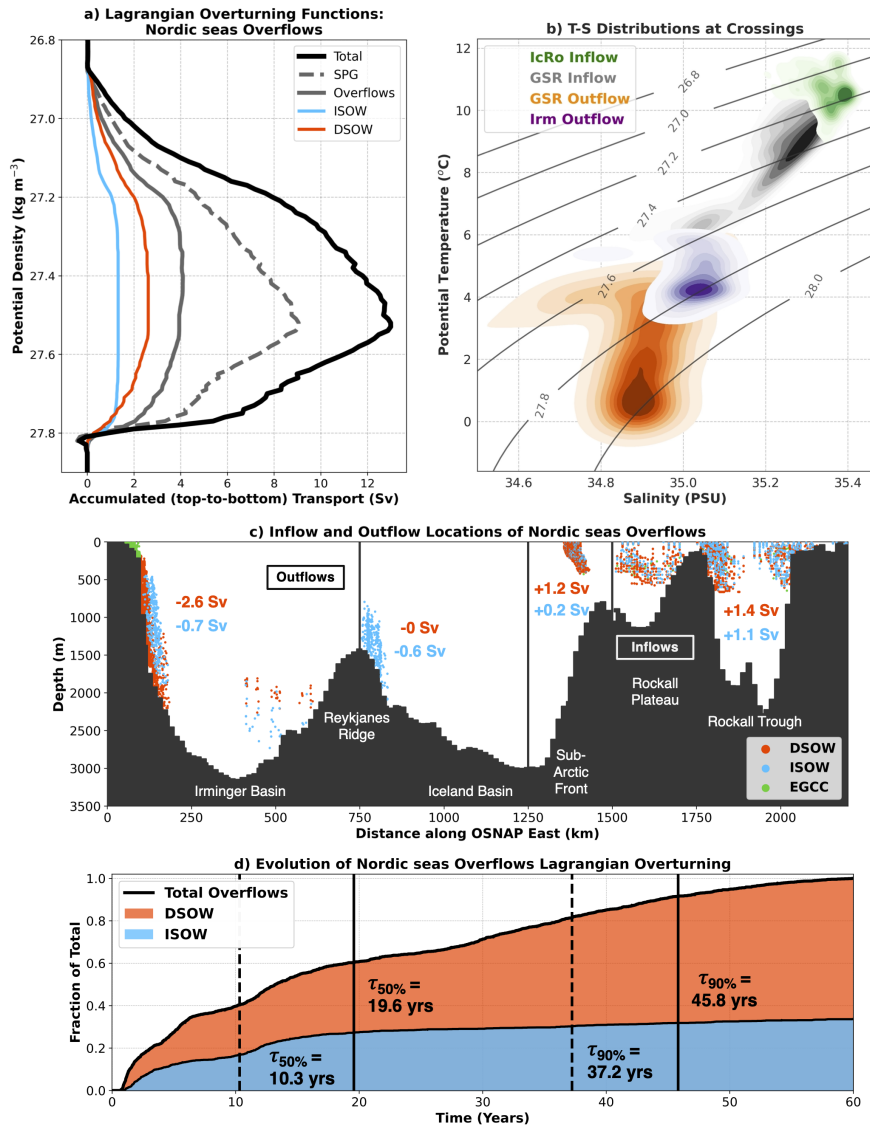 a) Lagrangian Overturning Functions:
Nordic seas Overflows
26.8
27.0
27.2
27.4
27.6
27.8
Potential Density (kg m⁻³)
0 2 4 6 8 10 12
Accumulated (top-to-bottom) Transport (Sv)
Total
SPG
Overflows
ISOW
DSOW
b) T-S Distributions at Crossings
IcRo Inflow
GSR Inflow
GSR Outflow
Irm Outflow
12
10
8
6
4
2
0
Potential Temperature (°C)
26.8
27.0
27.2
27.4
27.6
28.0
27.8
34.6 34.8 35.0 35.2 35.4
Salinity (PSU)
c) Inflow and Outflow Locations of Nordic seas Overflows
0
500
1000
1500
2000
2500
3000
3500
Depth (m)
Outflows
-2.6 Sv
-0.7 Sv
-0 Sv
-0.6 Sv
+1.2 Sv
+0.2 Sv
+1.4 Sv
+1.1 Sv
Inflows
Reykjanes
Ridge
Rockall
Plateau
Rockall Trough
Sub-
Arctic
Front
Irminger Basin
Iceland Basin
DSOW
ISOW
EGCC
0 250 500 750 1000 1250 1500 1750 2000
Distance along OSNAP East (km)
d) Evolution of Nordic seas Overflows Lagrangian Overturning
1.0
0.8
0.6
0.4
0.2
0.0
Fraction of Total
Total Overflows
DSOW
ISOW
τ50% =
19.6 yrs
τ90% =
45.8 yrs
τ50% =
10.3 yrs
τ90% =
37.2 yrs
0 10 20 30 40 50 60
Time (Years)